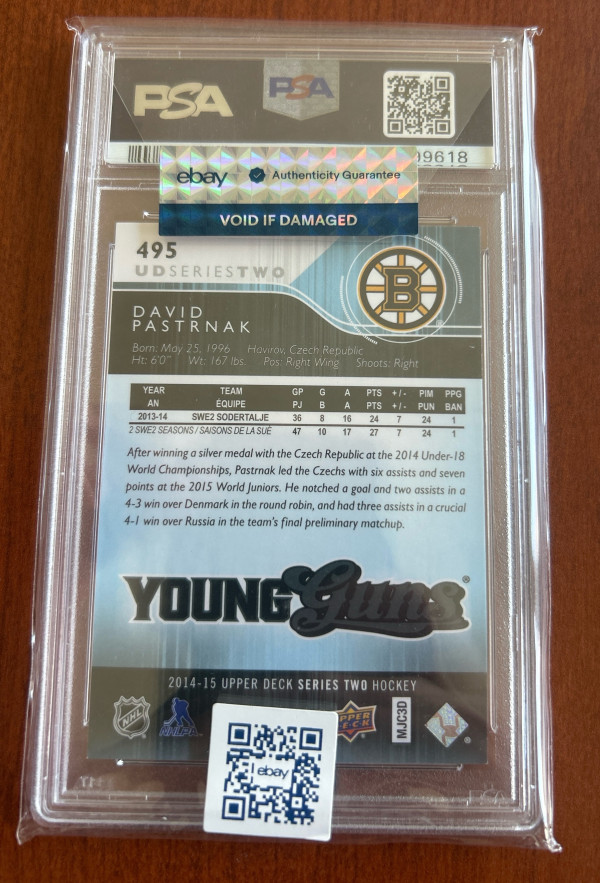 PSA
PSA
99618
ebay Authenticity Guarantee
VOID IF DAMAGED
495
UD SERIES TWO
B
DAVID
PASTRNAK
Born: May 25, 1996 Havirov, Czech Republic
Ht: 6'0" Wt: 167 lbs. Pos: Right Wing Shoots: Right
YEAR TEAM GP G A PTS +/- PIM PPG
AN ÉQUIPE PJ B A PTS +/- PUN BAN
2013-14 SWE2 SODERTALJE 36 8 16 24 7 24 1
2 SWE2 SEASONS / SAISONS DE LA SUÈ 47 10 17 27 7 24 1
After winning a silver medal with the Czech Republic at the 2014 Under-18
World Championships, Pastrnak led the Czechs with six assists and seven
points at the 2015 World Juniors. He notched a goal and two assists in a
4-3 win over Denmark in the round robin, and had three assists in a crucial
4-1 win over Russia in the team's final preliminary matchup.
YOUNG Guns®
2014-15 UPPER DECK SERIES TWO HOCKEY
NHL
NHLPA
UPPER DECK
MJC3D
ebay